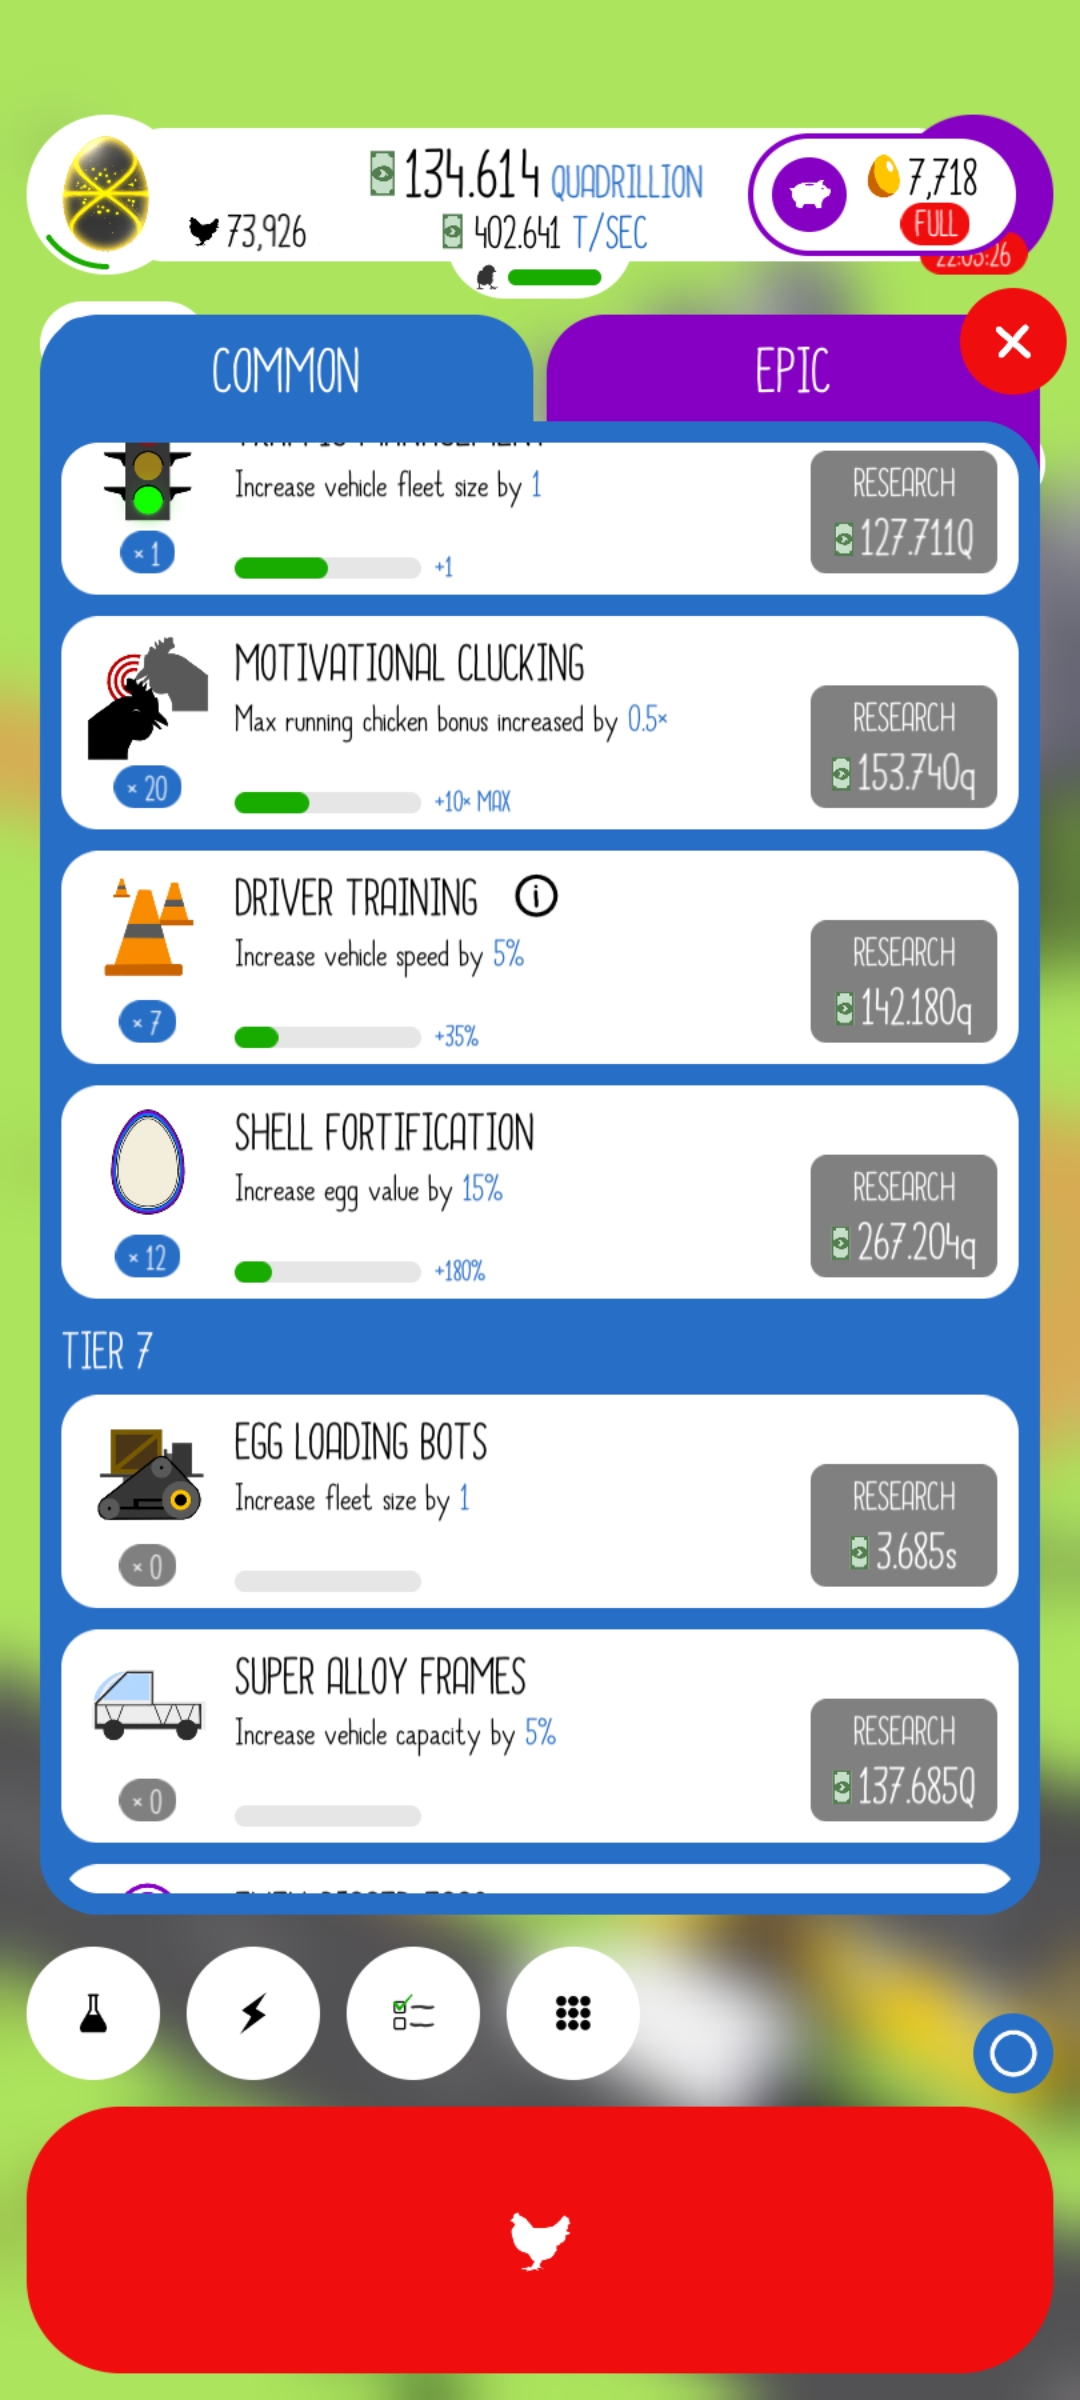 134.614 QUADRILLION
73,926
402.641 T/SEC
7,718
FULL
22:05:26
COMMON
EPIC
TRAFFIC MANAGEMENT
Increase vehicle fleet size by 1
× 1
+1
RESEARCH
127.711Q
MOTIVATIONAL CLUCKING
Max running chicken bonus increased by 0.5×
× 20
+10× MAX
RESEARCH
153.740q
DRIVER TRAINING
Increase vehicle speed by 5%
× 7
+35%
RESEARCH
142.180q
SHELL FORTIFICATION
Increase egg value by 15%
× 12
+180%
RESEARCH
267.204q
TIER 7
EGG LOADING BOTS
Increase fleet size by 1
× 0
RESEARCH
3.685s
SUPER ALLOY FRAMES
Increase vehicle capacity by 5%
× 0
RESEARCH
137.685Q